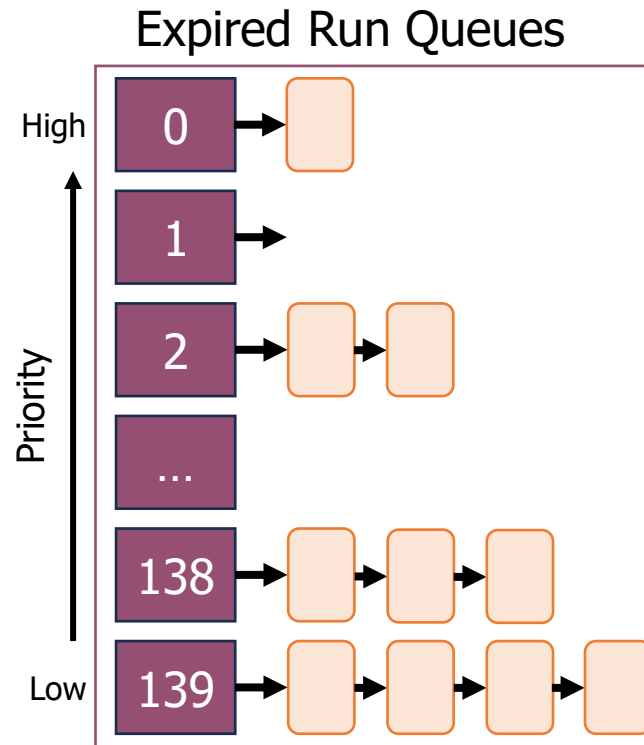 Expired Run Queues
High
0
1
2
Priority
...
138
Low
139